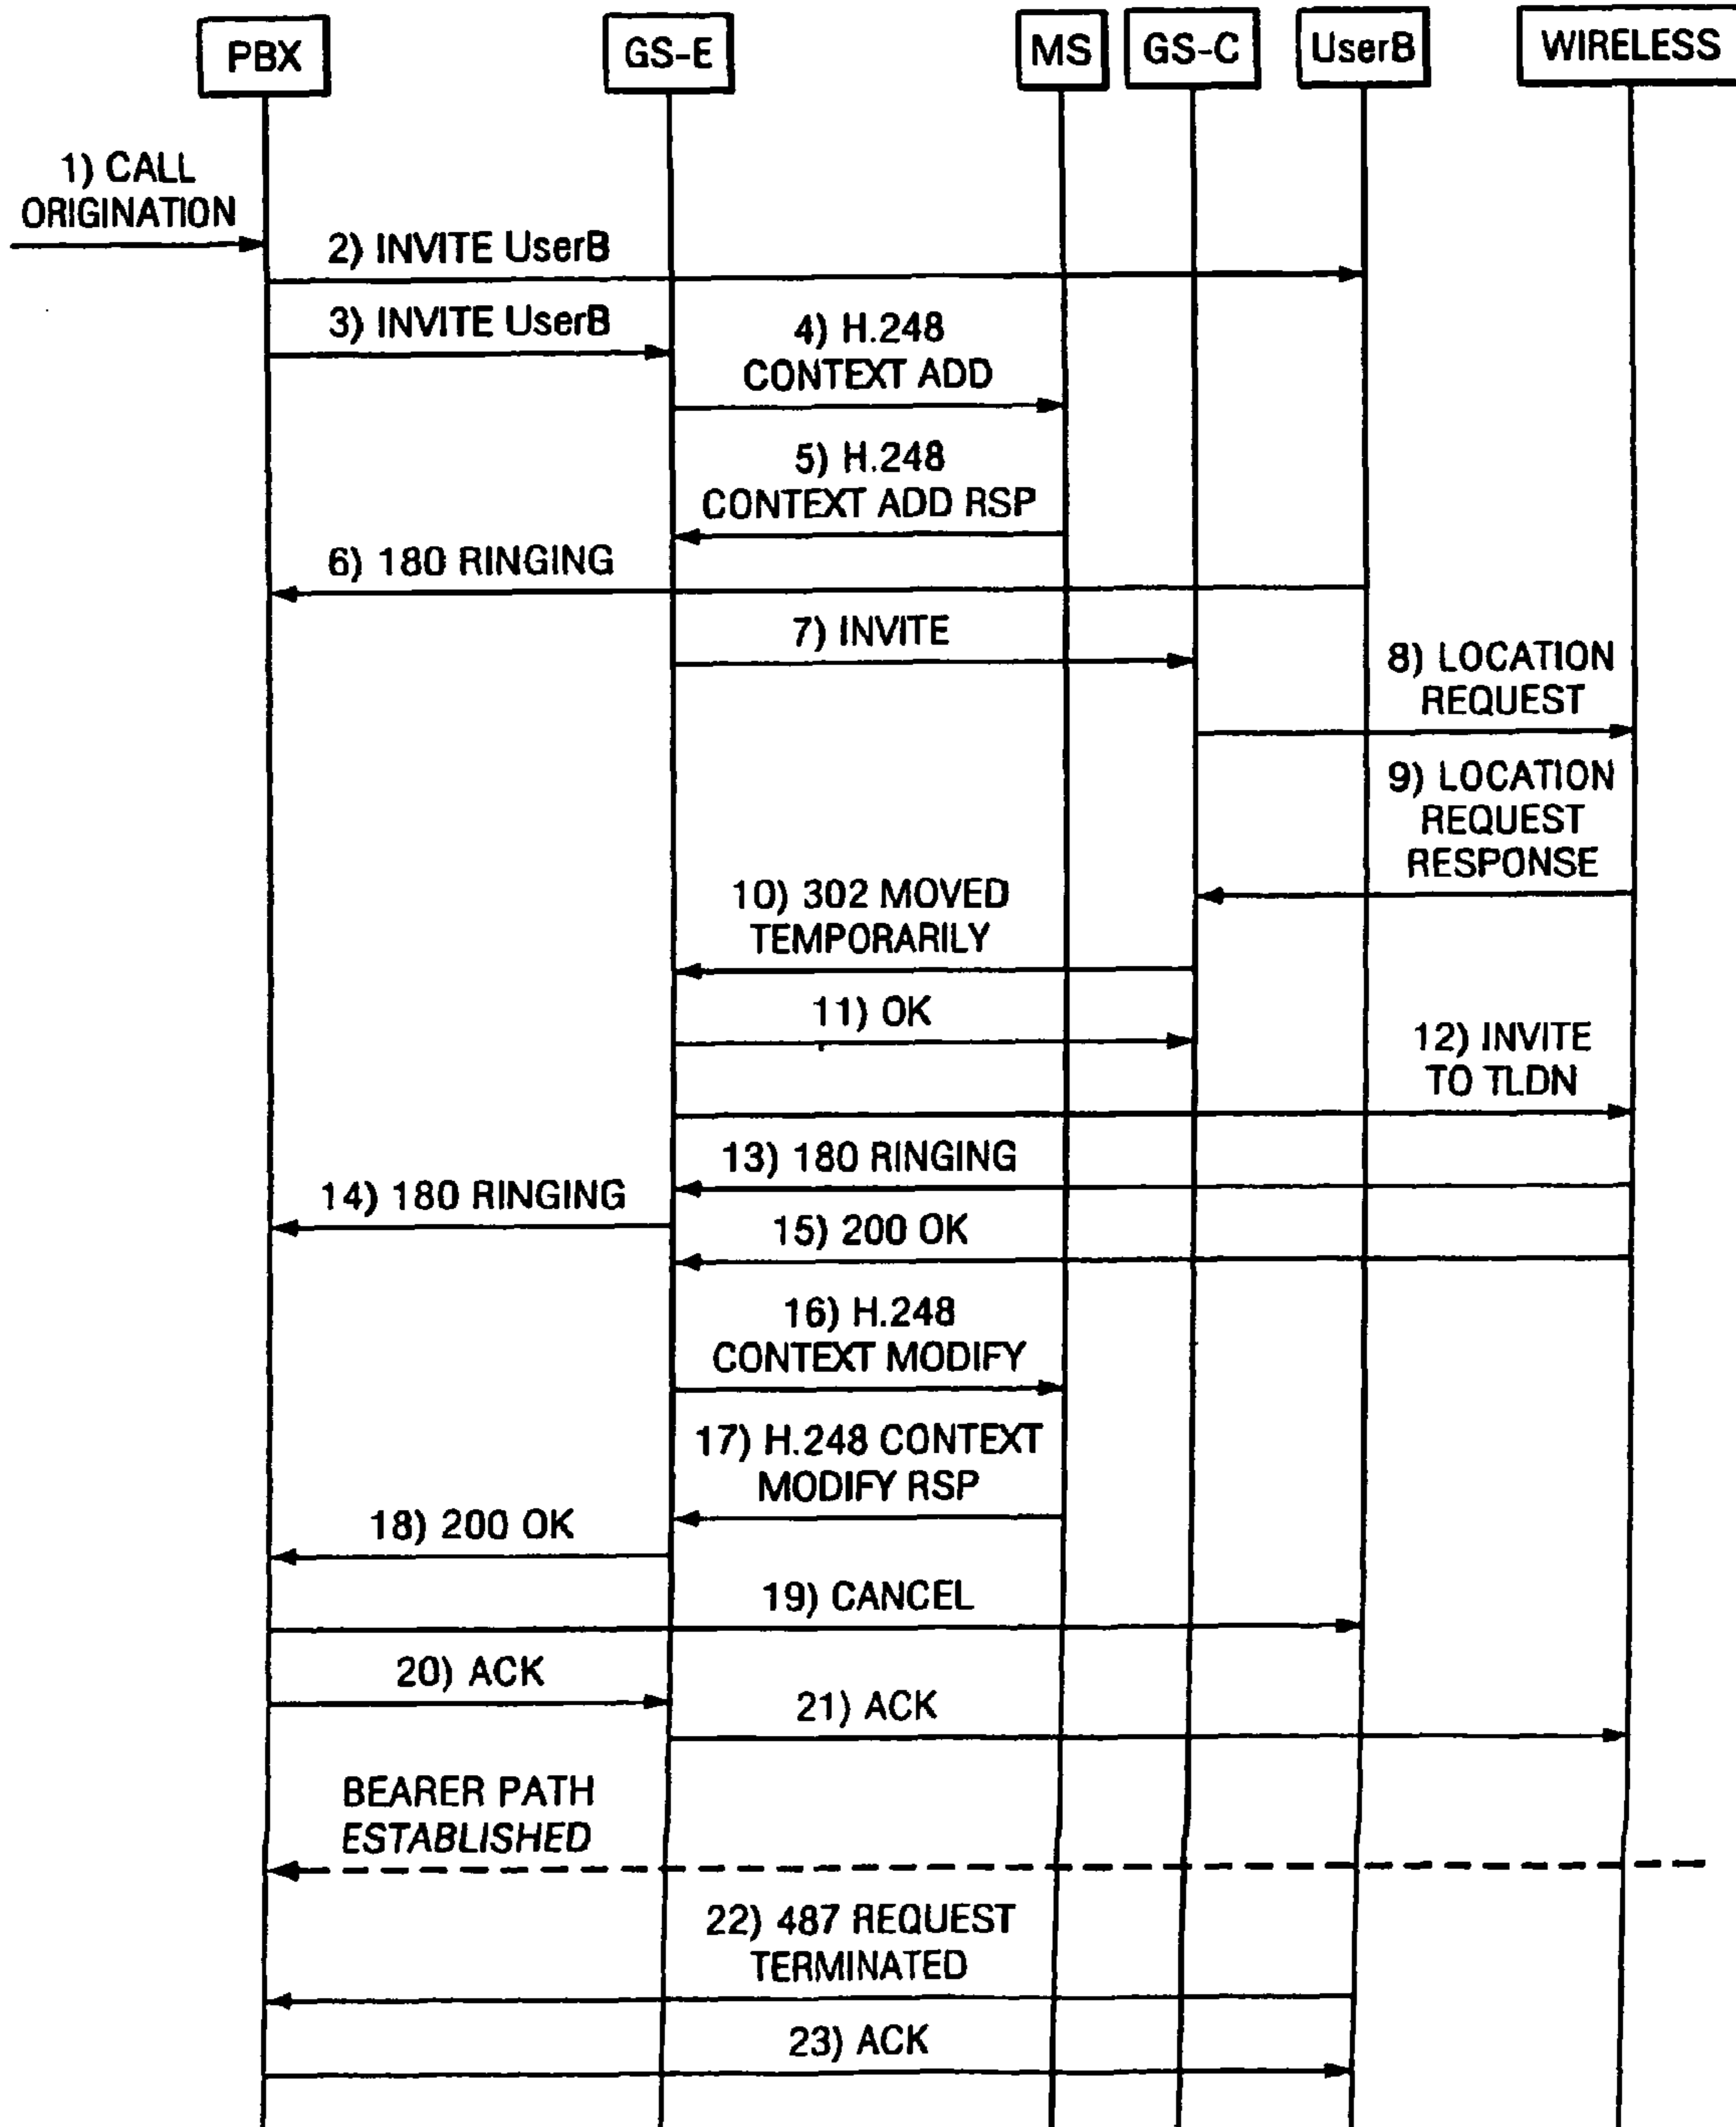 PBX
GS-E
MS
GS-C
UserB
WIRELESS
1) CALL
ORIGINATION
2) INVITE UserB
3) INVITE UserB
4) H.248
CONTEXT ADD
5) H.248
CONTEXT ADD RSP
6) 180 RINGING
7) INVITE
8) LOCATION
REQUEST
9) LOCATION
REQUEST
RESPONSE
10) 302 MOVED
TEMPORARILY
11) OK
12) INVITE
TO TLDN
13) 180 RINGING
14) 180 RINGING
15) 200 OK
16) H.248
CONTEXT MODIFY
17) H.248 CONTEXT
MODIFY RSP
18) 200 OK
19) CANCEL
20) ACK
21) ACK
BEARER PATH
ESTABLISHED
22) 487 REQUEST
TERMINATED
23) ACK